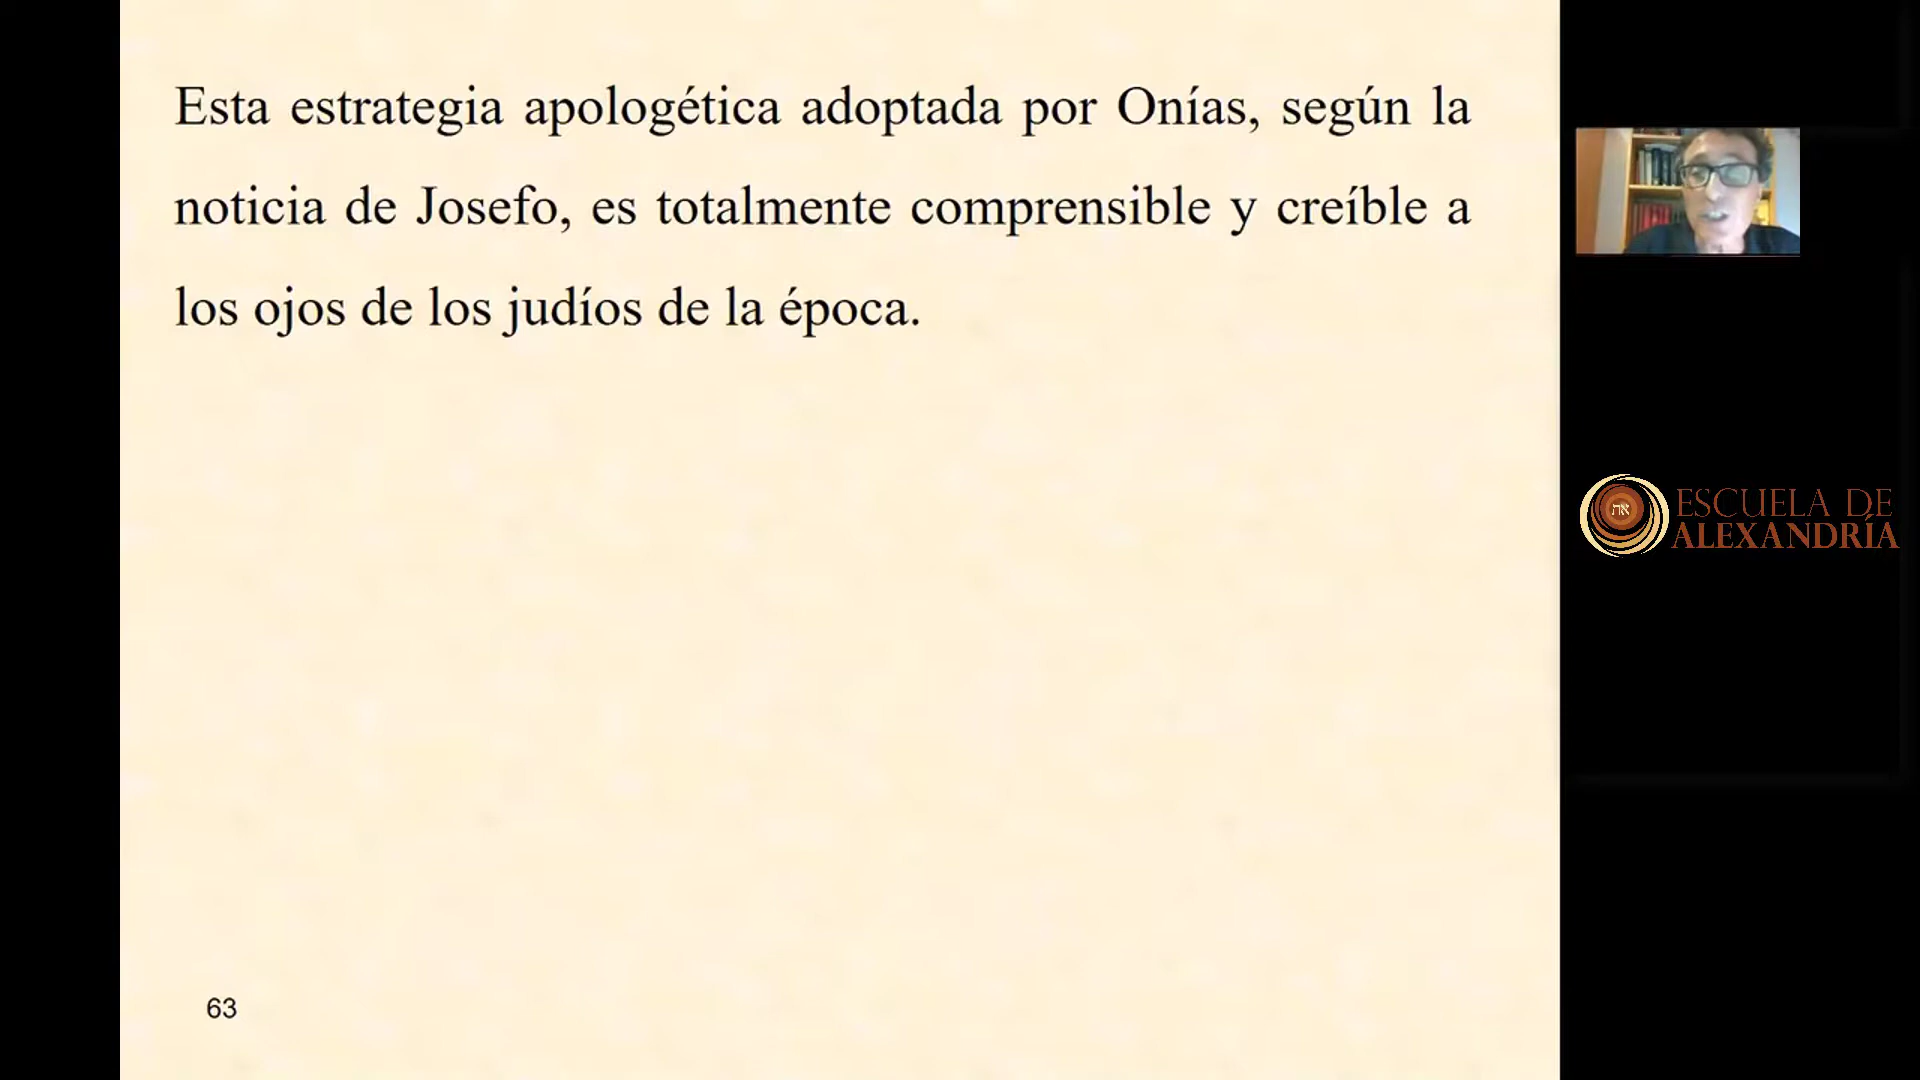 Esta estrategia apologética adoptada por Onías, según la
noticia de Josefo, es totalmente comprensible y creíble a
los ojos de los judíos de la época.
63
את
ESCUELA DE
ALEXANDRÍA